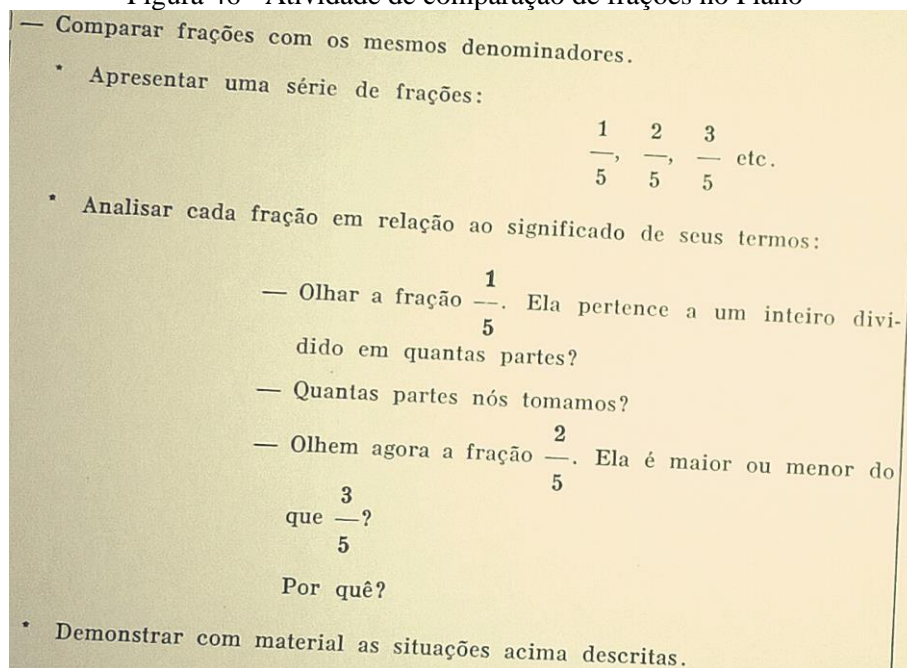 Figura 48 - Atividade de comparação de frações no Plano
— Comparar frações com os mesmos denominadores.
* Apresentar uma série de frações:
1/5, 2/5, 3/5 etc.
* Analisar cada fração em relação ao significado de seus termos:
— Olhar a fração 1/5. Ela pertence a um inteiro divi-
dido em quantas partes?
— Quantas partes nós tomamos?
— Olhem agora a fração 2/5. Ela é maior ou menor do
que 3/5?
Por quê?
* Demonstrar com material as situações acima descritas.